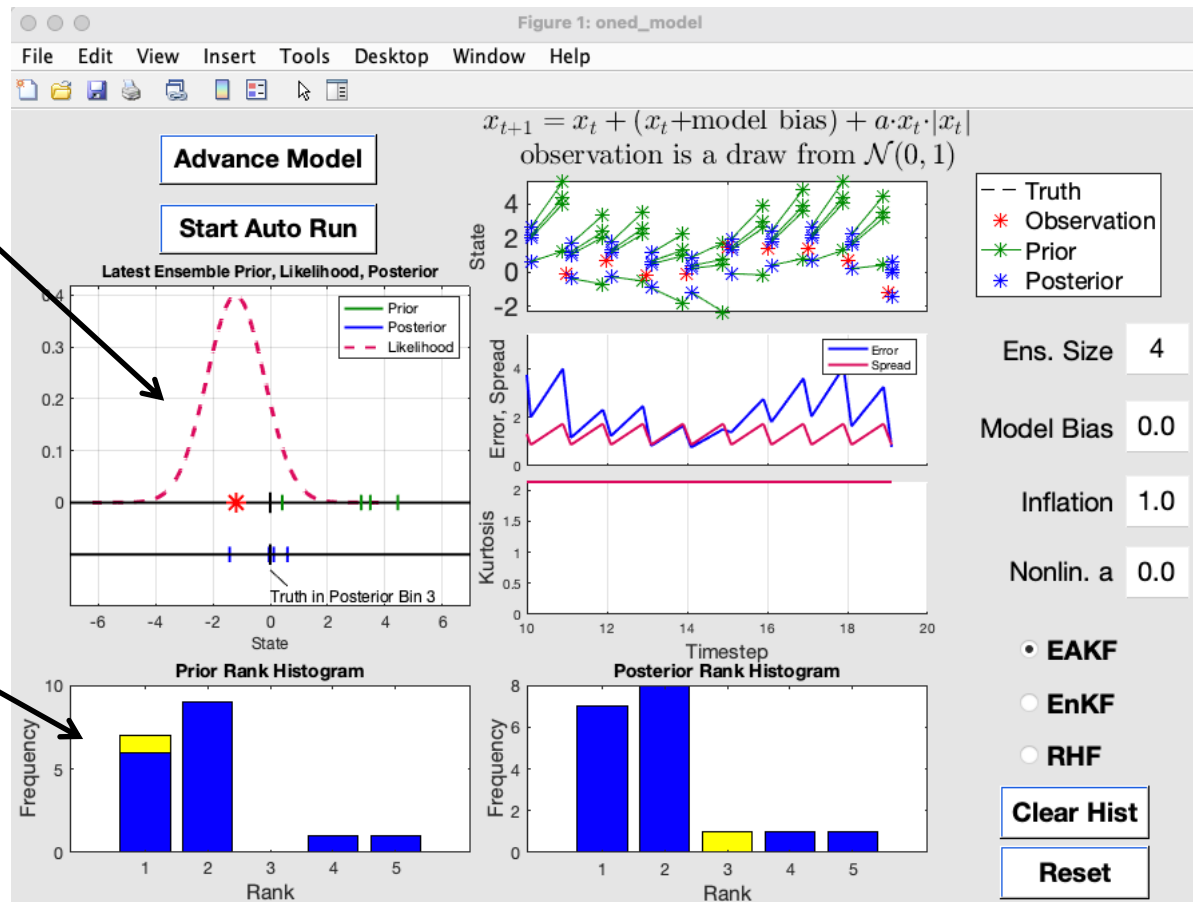 Figure 1: oned_model
File Edit View Insert Tools Desktop Window Help
x_{t+1} = x_t + (x_t+model bias) + a·x_t·|x_t|
observation is a draw from 𝒩(0, 1)
Advance Model
Start Auto Run
Latest Ensemble Prior, Likelihood, Posterior
Prior
Posterior
Likelihood
0.4
0.3
0.2
0.1
0
Truth in Posterior Bin 3
-6 -4 -2 0 2 4 6
State
State
4
2
0
-2
Truth
Observation
Prior
Posterior
Error, Spread
4
2
0
Error
Spread
Kurtosis
2
1.5
1
0.5
0
10 12 14 16 18 20
Timestep
Ens. Size 4
Model Bias 0.0
Inflation 1.0
Nonlin. a 0.0
EAKF
EnKF
RHF
Clear Hist
Reset
Prior Rank Histogram
Frequency
10
5
0
1 2 3 4 5
Rank
Posterior Rank Histogram
Frequency
8
6
4
2
0
1 2 3 4 5
Rank